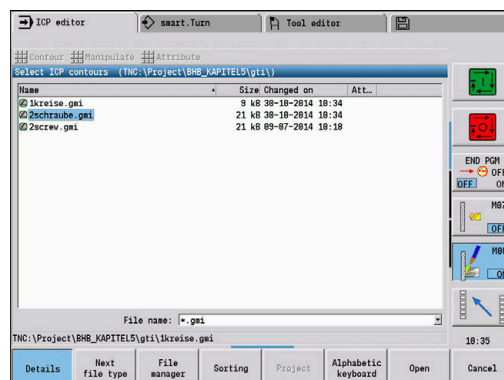 ICP editor smart.Turn Tool editor
Contour Manipulate Attribute
Select ICP contours (TNC:\Project\BHB_KAPITEL5\gti\)
Name Size Changed on Att...
1kreise.gmi 9 kB 30-10-2014 10:34
2schraube.gmi 21 kB 30-10-2014 10:34
2screw.gmi 21 kB 09-07-2014 10:18
END PGM
OFF
OFF ON
OFF
File name: *.gmi
TNC:\Project\BHB_KAPITEL5\gti\1kreise.gmi
10:35
Details Next file type File manager Sorting Project Alphabetic keyboard Open Cancel